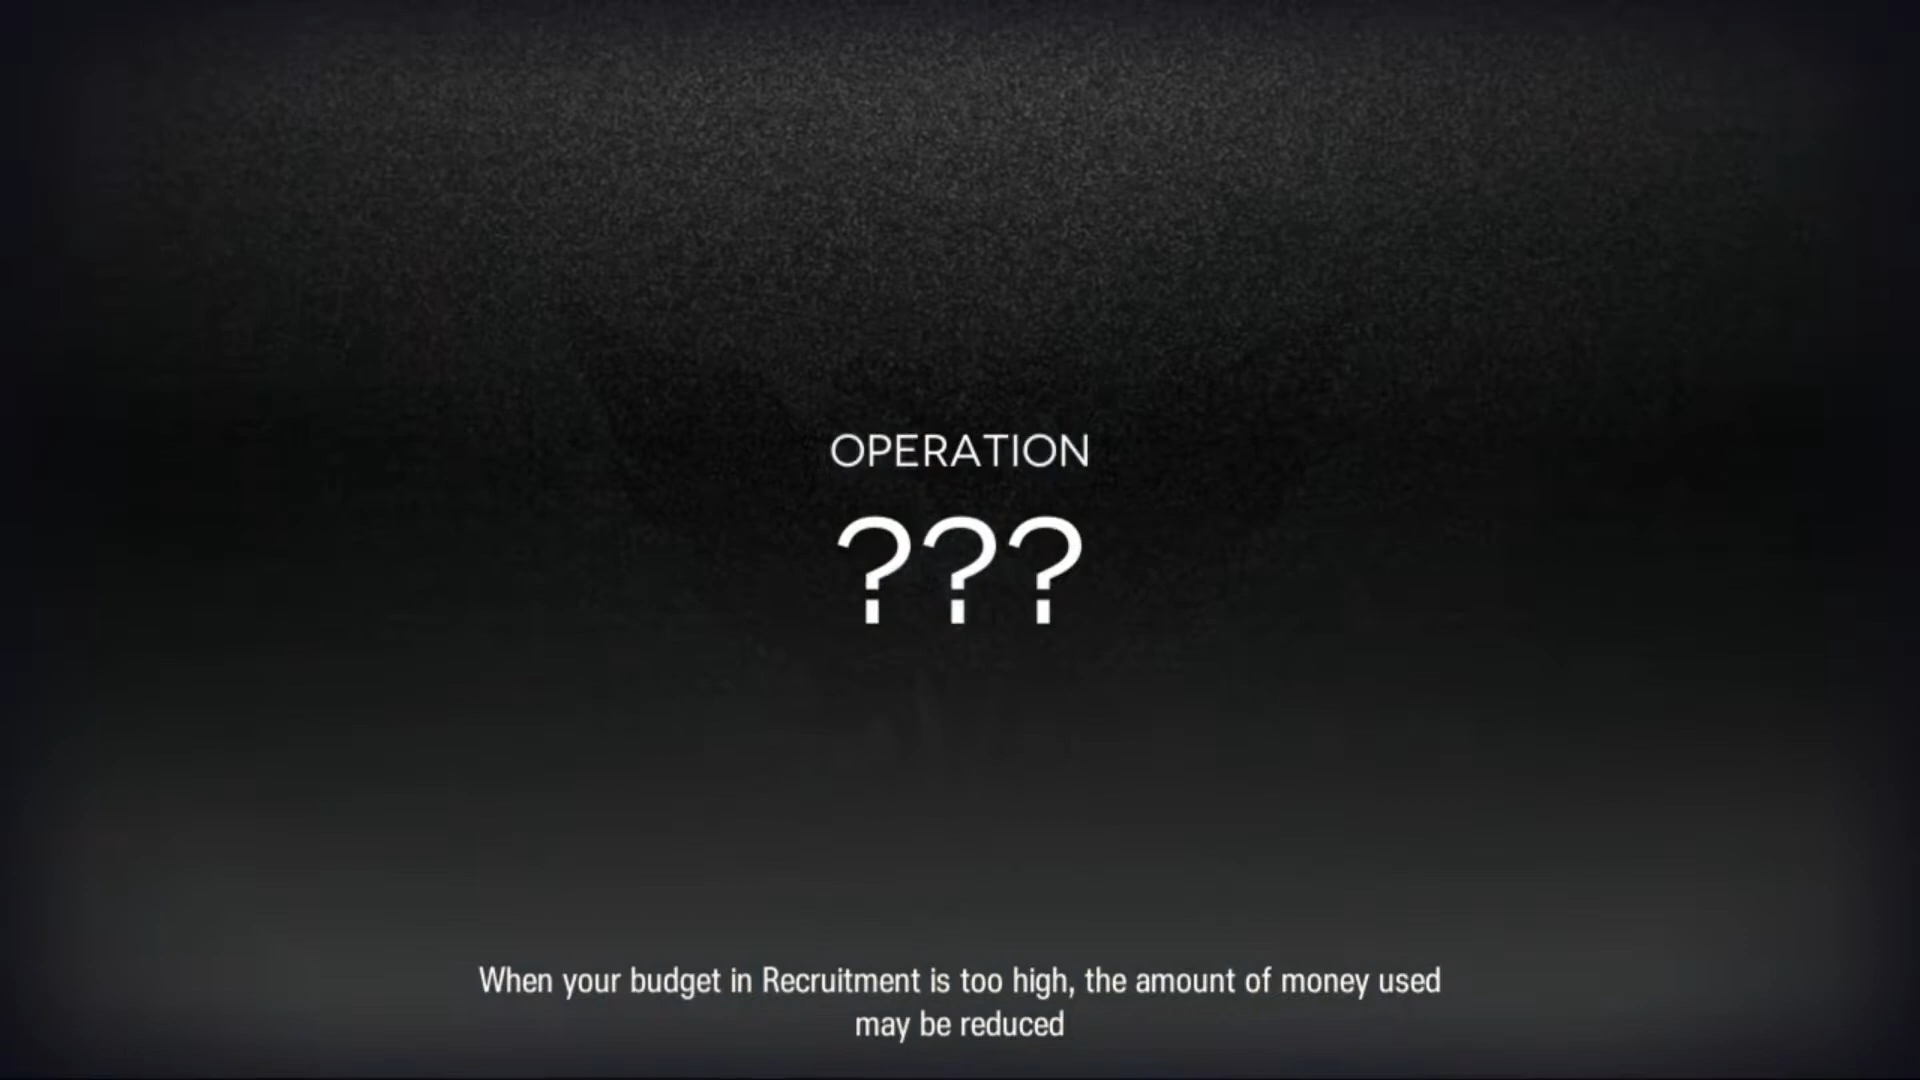 OPERATION
???
When your budget in Recruitment is too high, the amount of money used
may be reduced